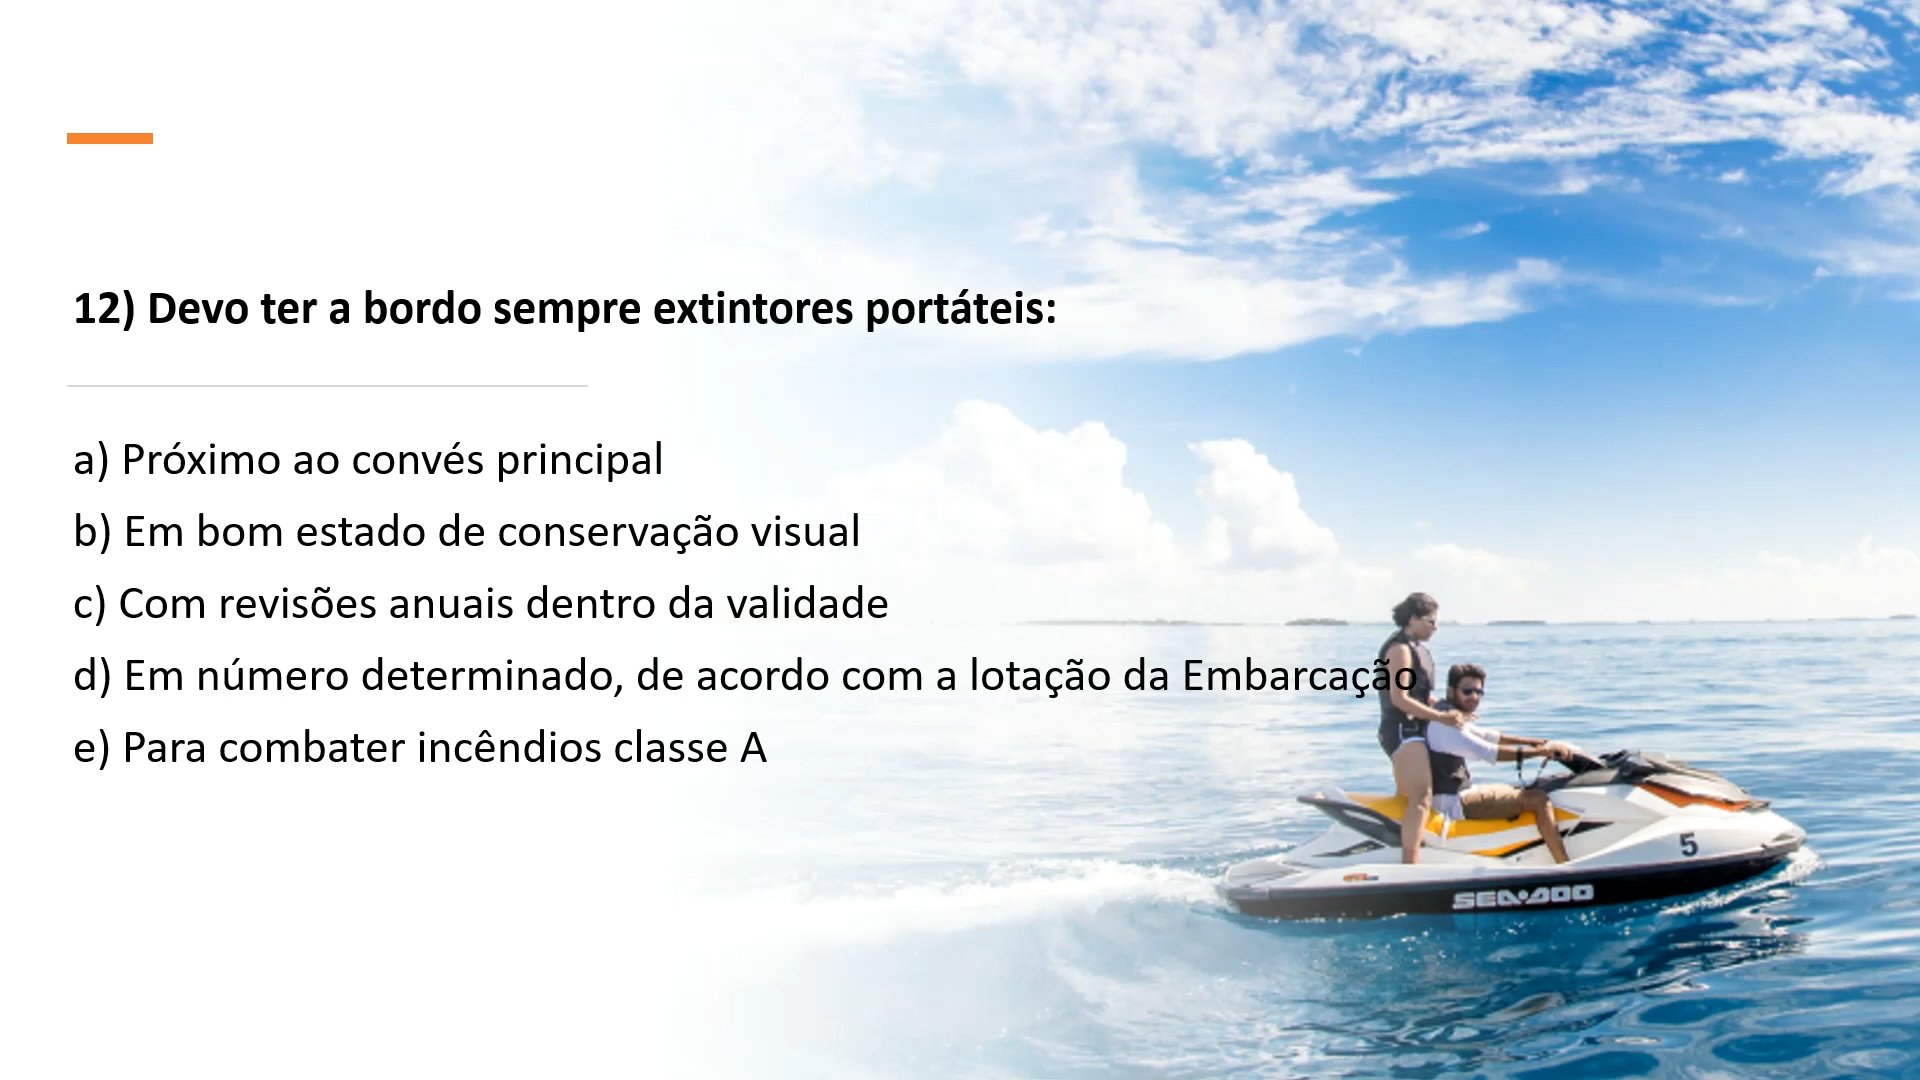 12) Devo ter a bordo sempre extintores portáteis:
a) Próximo ao convés principal
b) Em bom estado de conservação visual
c) Com revisões anuais dentro da validade
d) Em número determinado, de acordo com a lotação da Embarcação
e) Para combater incêndios classe A
5
SEA-DOO